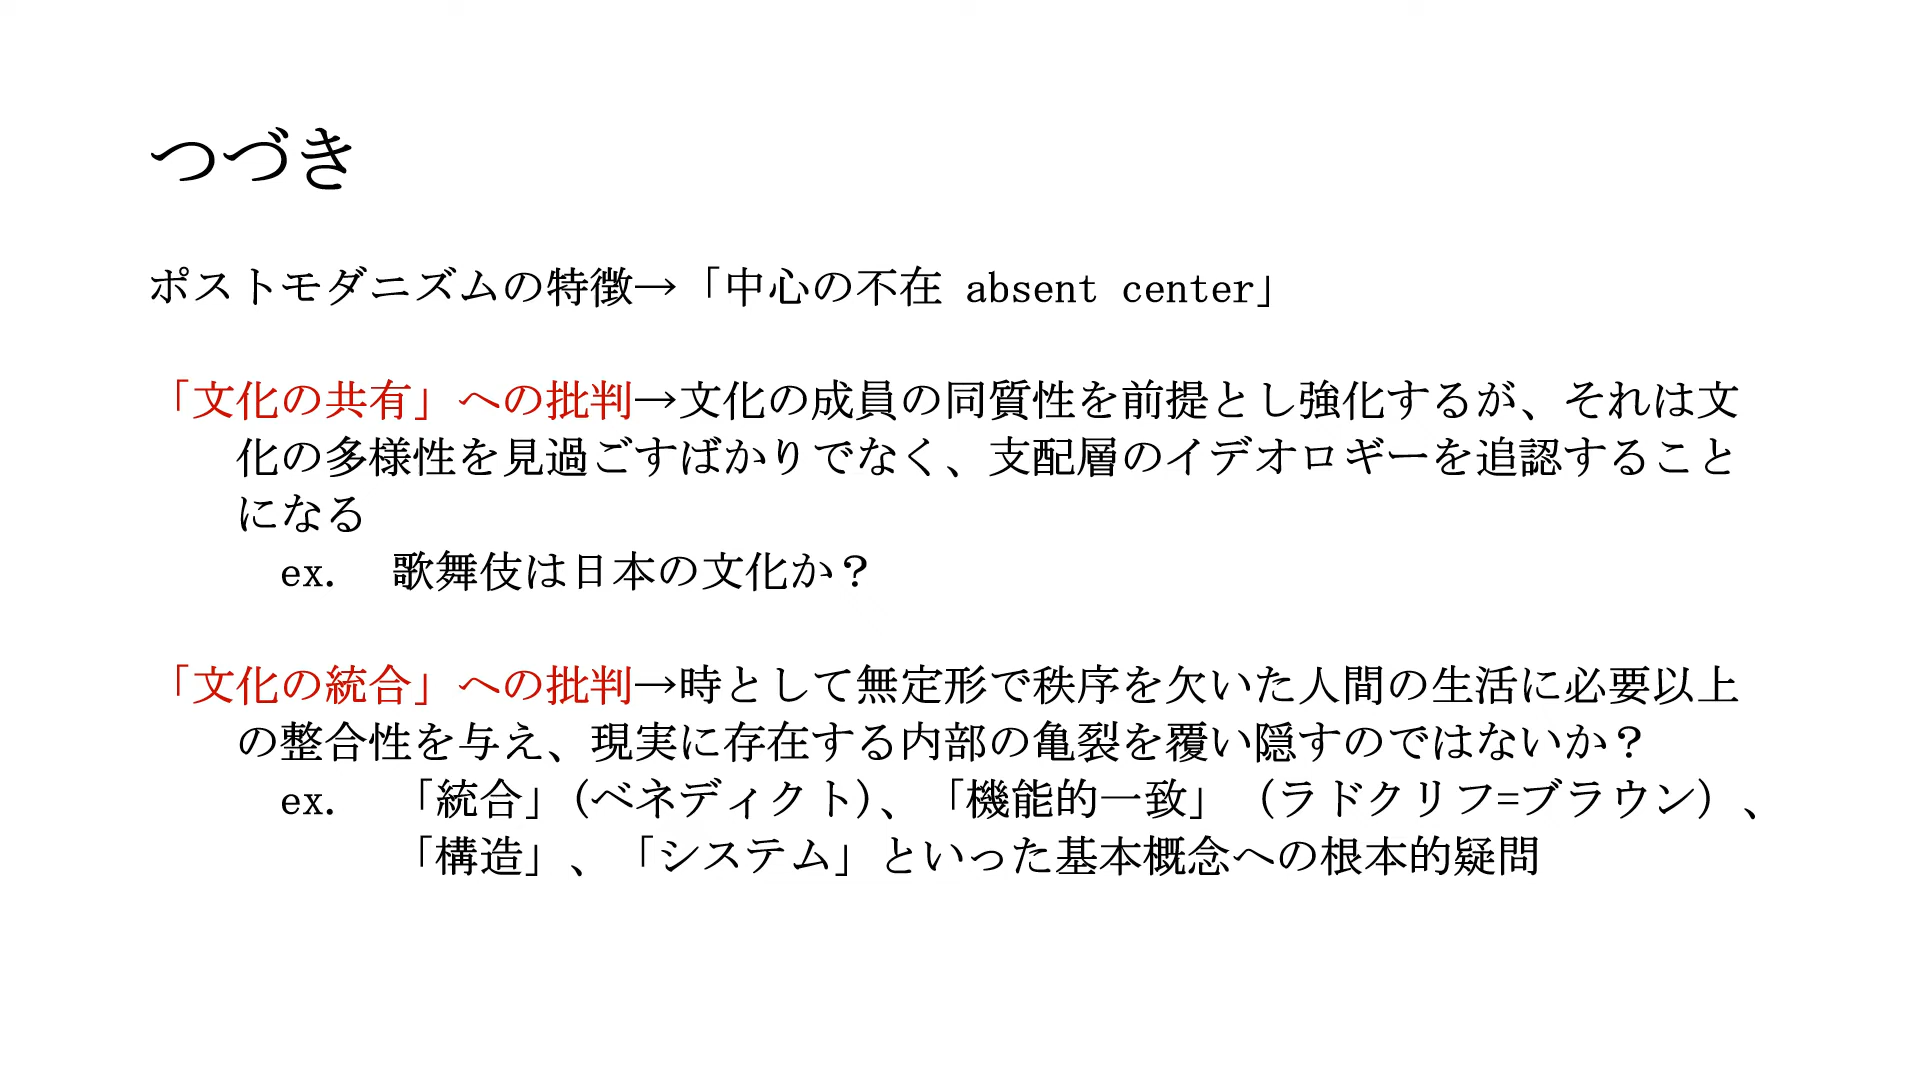 つづき
ポストモダニズムの特徴→「中心の不在 absent center」
「文化の共有」への批判→文化の成員の同質性を前提とし強化するが、それは文
化の多様性を見過ごすばかりでなく、支配層のイデオロギーを追認すること
になる
ex. 歌舞伎は日本の文化か？
「文化の統合」への批判→時として無定形で秩序を欠いた人間の生活に必要以上
の整合性を与え、現実に存在する内部の亀裂を覆い隠すのではないか？
ex. 「統合」(ベネディクト)、「機能的一致」（ラドクリフ=ブラウン）、
「構造」、「システム」といった基本概念への根本的疑問